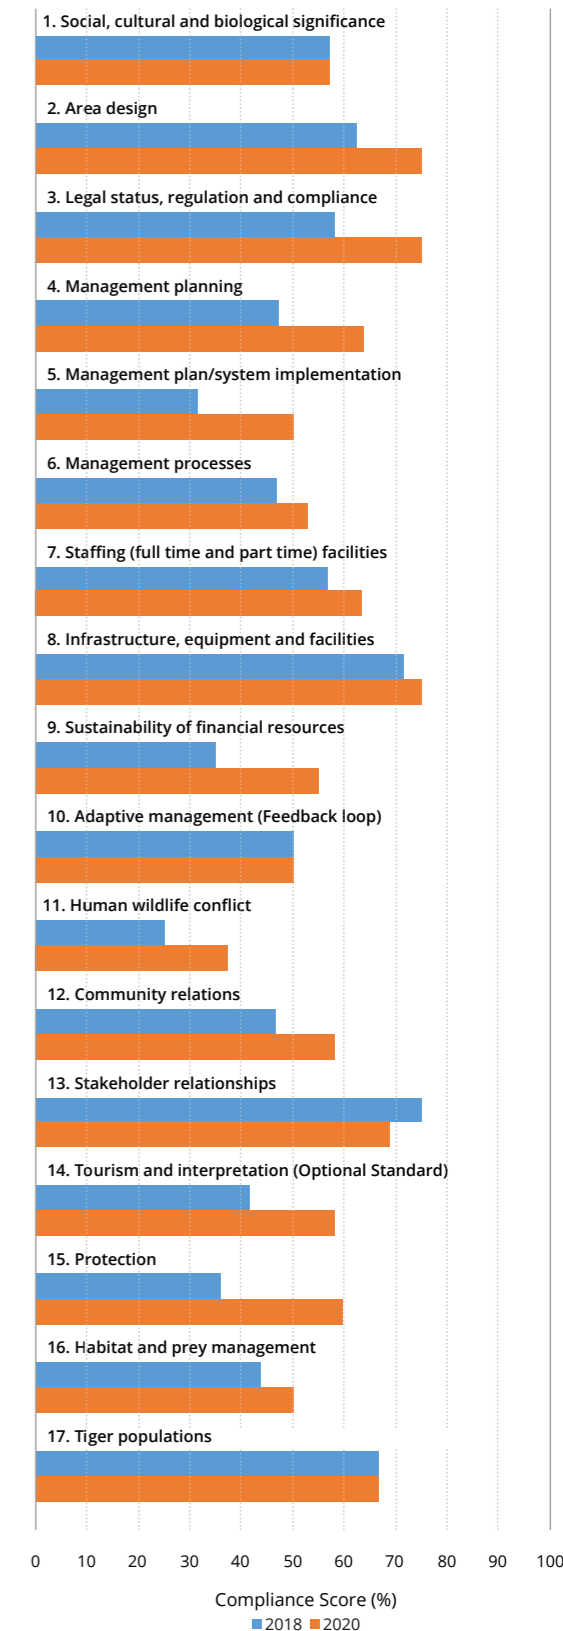 1. Social, cultural and biological significance
2. Area design
3. Legal status, regulation and compliance
4. Management planning
5. Management plan/system implementation
6. Management processes
7. Staffing (full time and part time) facilities
8. Infrastructure, equipment and facilities
9. Sustainability of financial resources
10. Adaptive management (Feedback loop)
11. Human wildlife conflict
12. Community relations
13. Stakeholder relationships
14. Tourism and interpretation (Optional Standard)
15. Protection
16. Habitat and prey management
17. Tiger populations
0 10 20 30 40 50 60 70 80 90 100
Compliance Score (%)
2018 2020